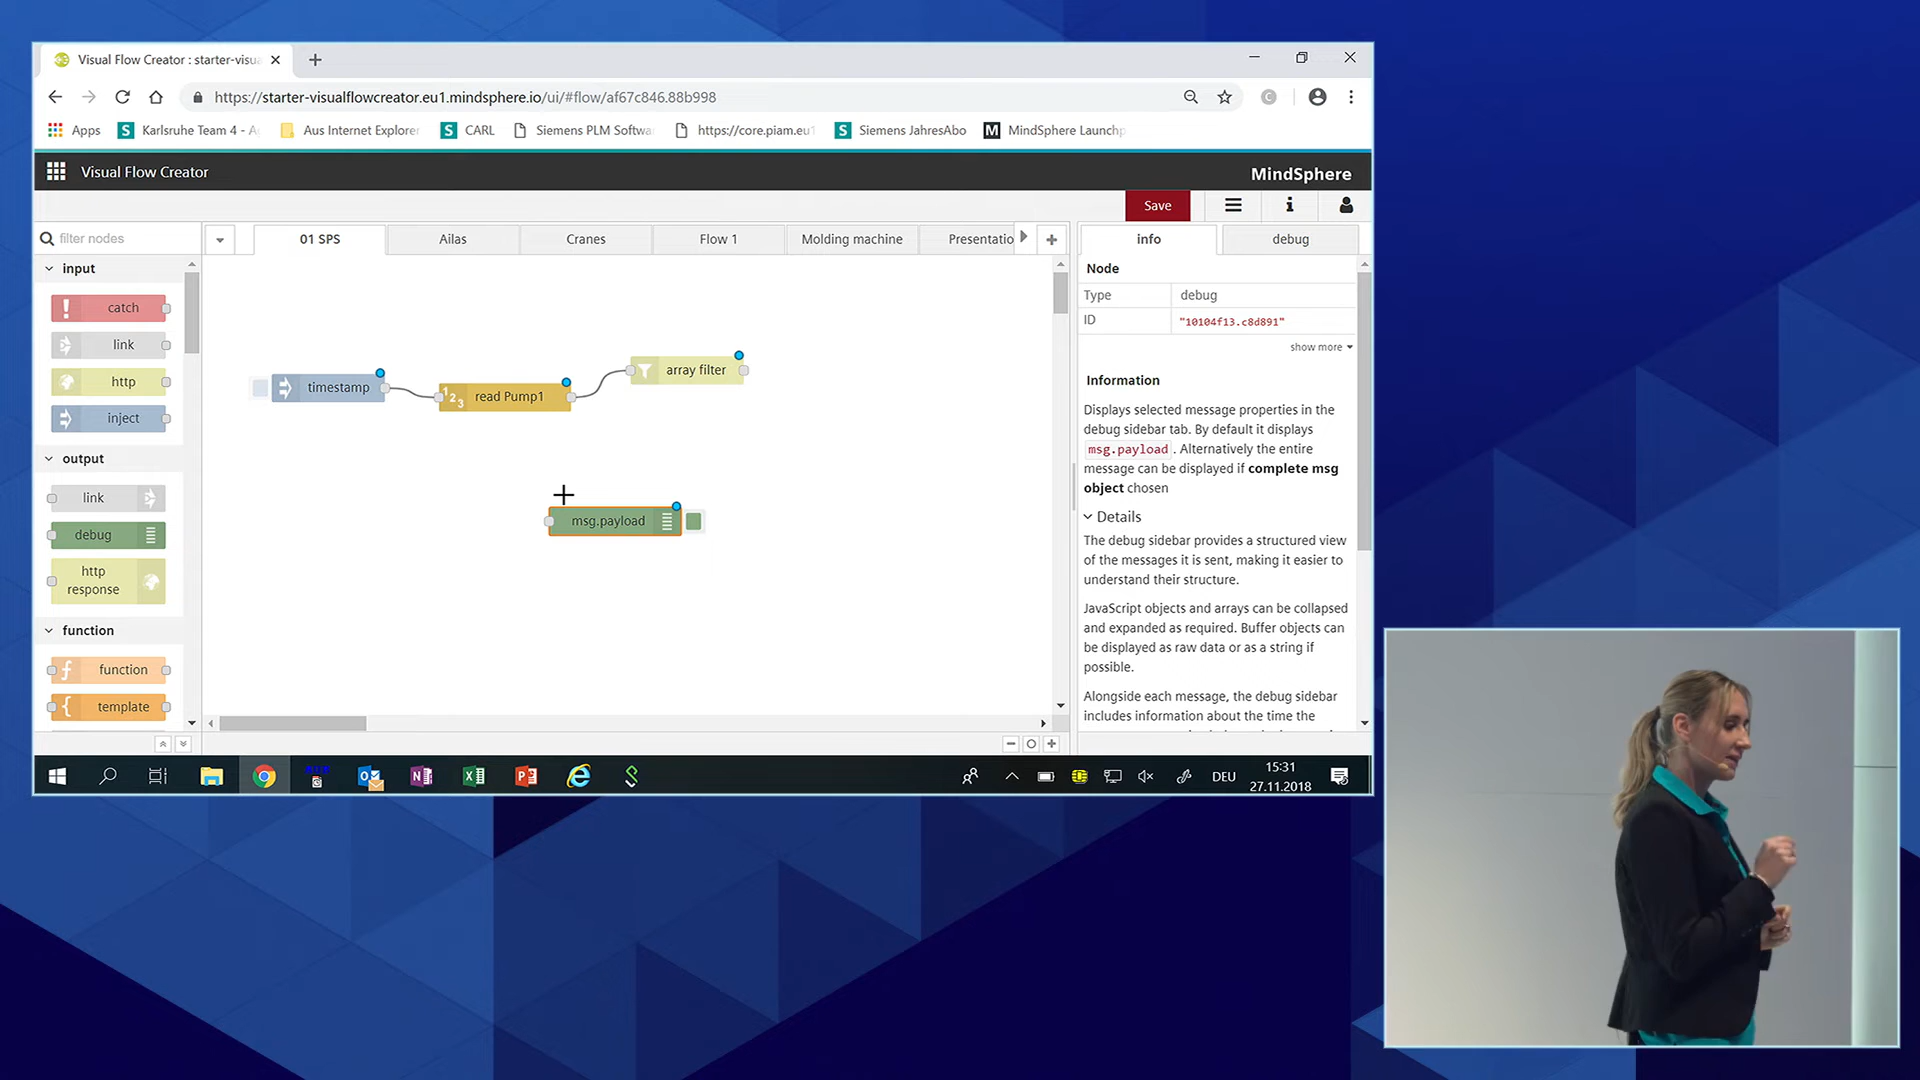 Visual Flow Creator : starter-visu
https://starter-visualflowcreator.eu1.mindsphere.io/ui/#flow/af67c846.88b998
Apps
Karlsruhe Team 4 - A
Aus Internet Explorer
CARL
Siemens PLM Softwa
https://core.piam.eu1
Siemens JahresAbo
MindSphere Launchp
Visual Flow Creator
MindSphere
Save
filter nodes
01 SPS
Ailas
Cranes
Flow 1
Molding machine
Presentatio
info
debug
input
catch
link
http
inject
output
link
debug
http
response
function
function
template
timestamp
read Pump1
array filter
msg.payload
Node
Type debug
ID "10104f13.c8d891"
show more
Information
Displays selected message properties in the
debug sidebar tab. By default it displays
msg.payload . Alternatively the entire
message can be displayed if complete msg
object chosen
Details
The debug sidebar provides a structured view
of the messages it is sent, making it easier to
understand their structure.
JavaScript objects and arrays can be collapsed
and expanded as required. Buffer objects can
be displayed as raw data or as a string if
possible.
Alongside each message, the debug sidebar
includes information about the time the
DEU
15:31
27.11.2018